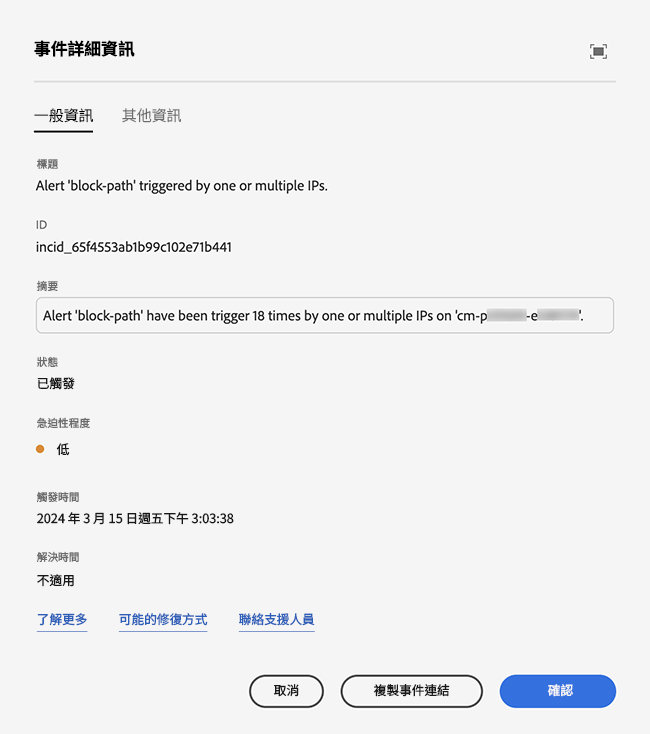 事件詳細資訊
一般資訊 其他資訊
標題
Alert 'block-path' triggered by one or multiple IPs.
ID
incid_65f4553ab1b99c102e71b441
摘要
Alert 'block-path' have been trigger 18 times by one or multiple IPs on 'cm-p -e '.
狀態
已觸發
急迫性程度
低
觸發時間
2024 年 3 月 15 日週五下午 3:03:38
解決時間
不適用
了解更多 可能的修復方式 聯絡支援人員
取消 複製事件連結 確認